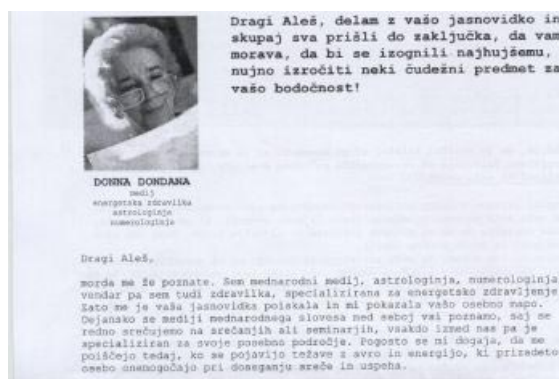 Dragi Aleš, delam z vašo jasnovidko in
skupaj sva prišli do zaključka, da vam
morava, da bi se izognili najhujšemu,
nujno izročiti neki čudežni predmet za
vašo bodočnost!
DONNA DONDANA
medij
energetska zdravilka
astrologinja
numerologinja
Dragi Aleš,
morda me že poznate. Sem mednarodni medij, astrologinja, numerologinja,
vendar pa sem tudi zdravilka, specializirana za energetsko zdravljenje.
Zato me je vaša jasnovidka poiskala in mi pokazala vašo osebno mapo.
Dejansko se mediji mednarodnega slovesa med seboj vsi poznamo, saj se
redno srečujemo na srečanjih ali seminarjih, vsakdo izmed nas pa je
specializiran za svoje posebno področje. Pogosto se mi dogaja, da me
poiščejo tedaj, ko se pojavijo težave z avro in energijo, ki prizadeto
osebo onemogočajo pri doseganju sreče in uspeha.